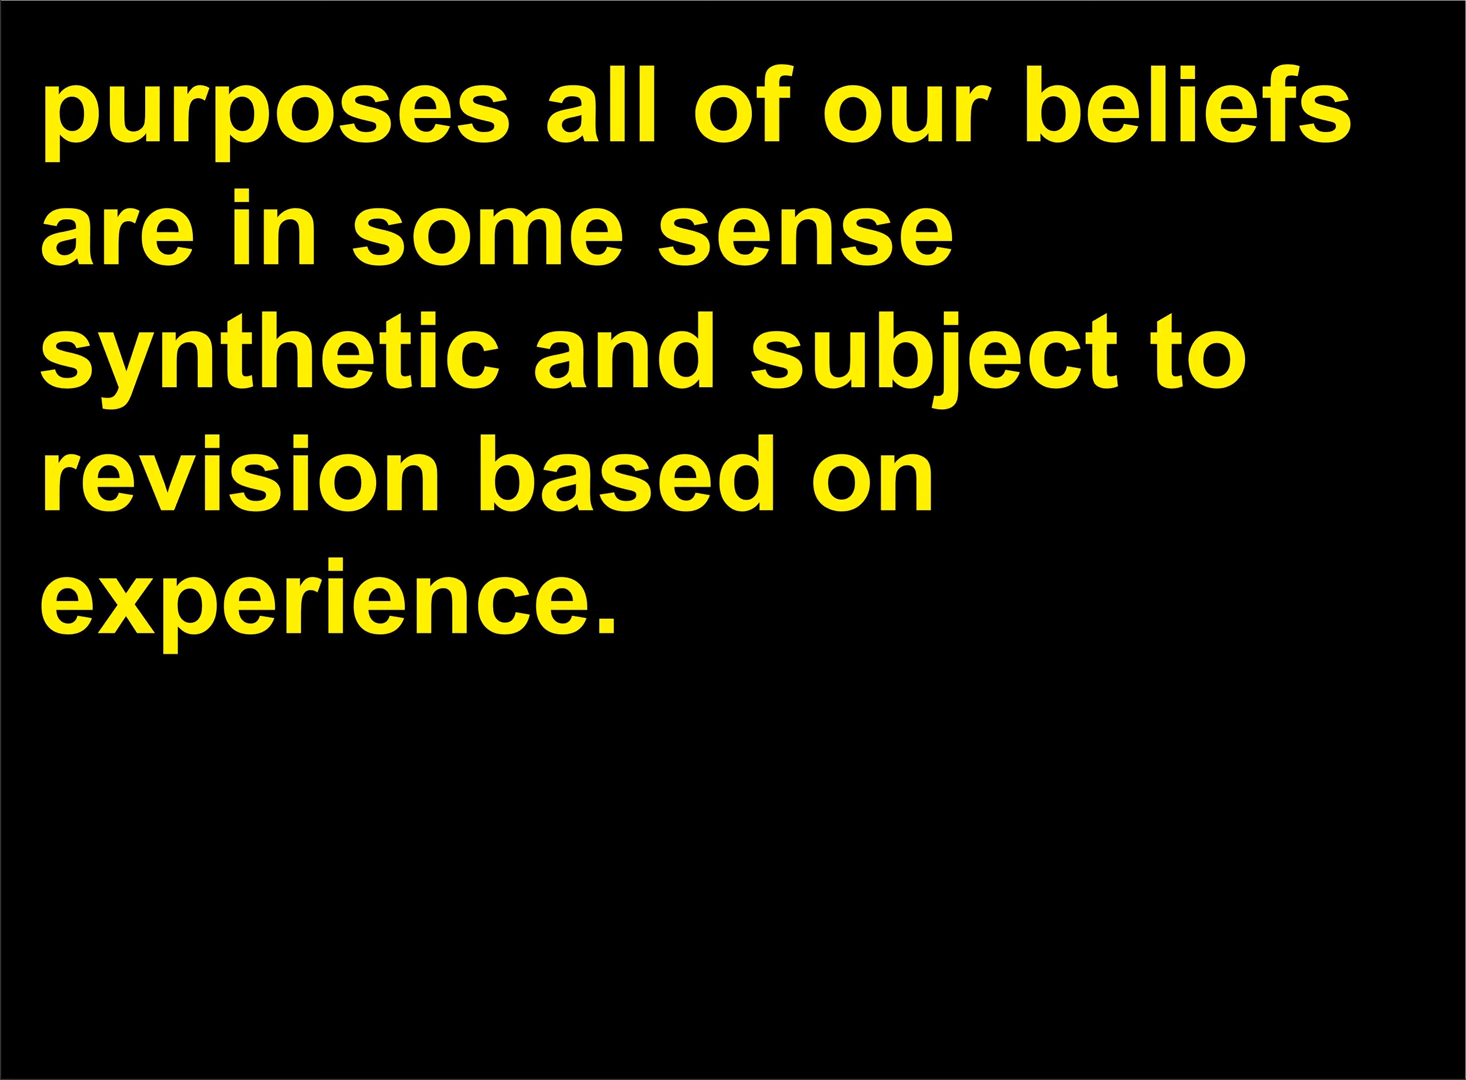 purposes all of our beliefs
are in some sense
synthetic and subject to
revision based on
experience.